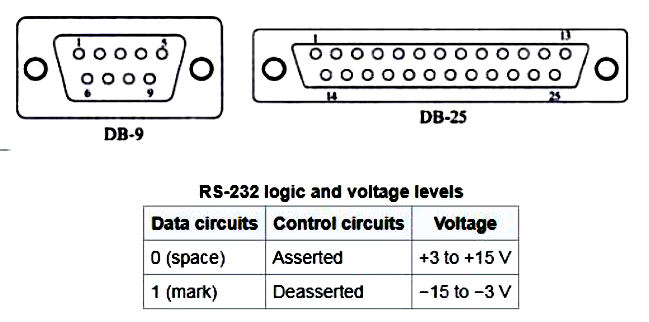 1 5
6 9
DB-9
1 13
14 25
DB-25
RS-232 logic and voltage levels
Data circuits Control circuits Voltage
0 (space) Asserted +3 to +15 V
1 (mark) Deasserted −15 to −3 V